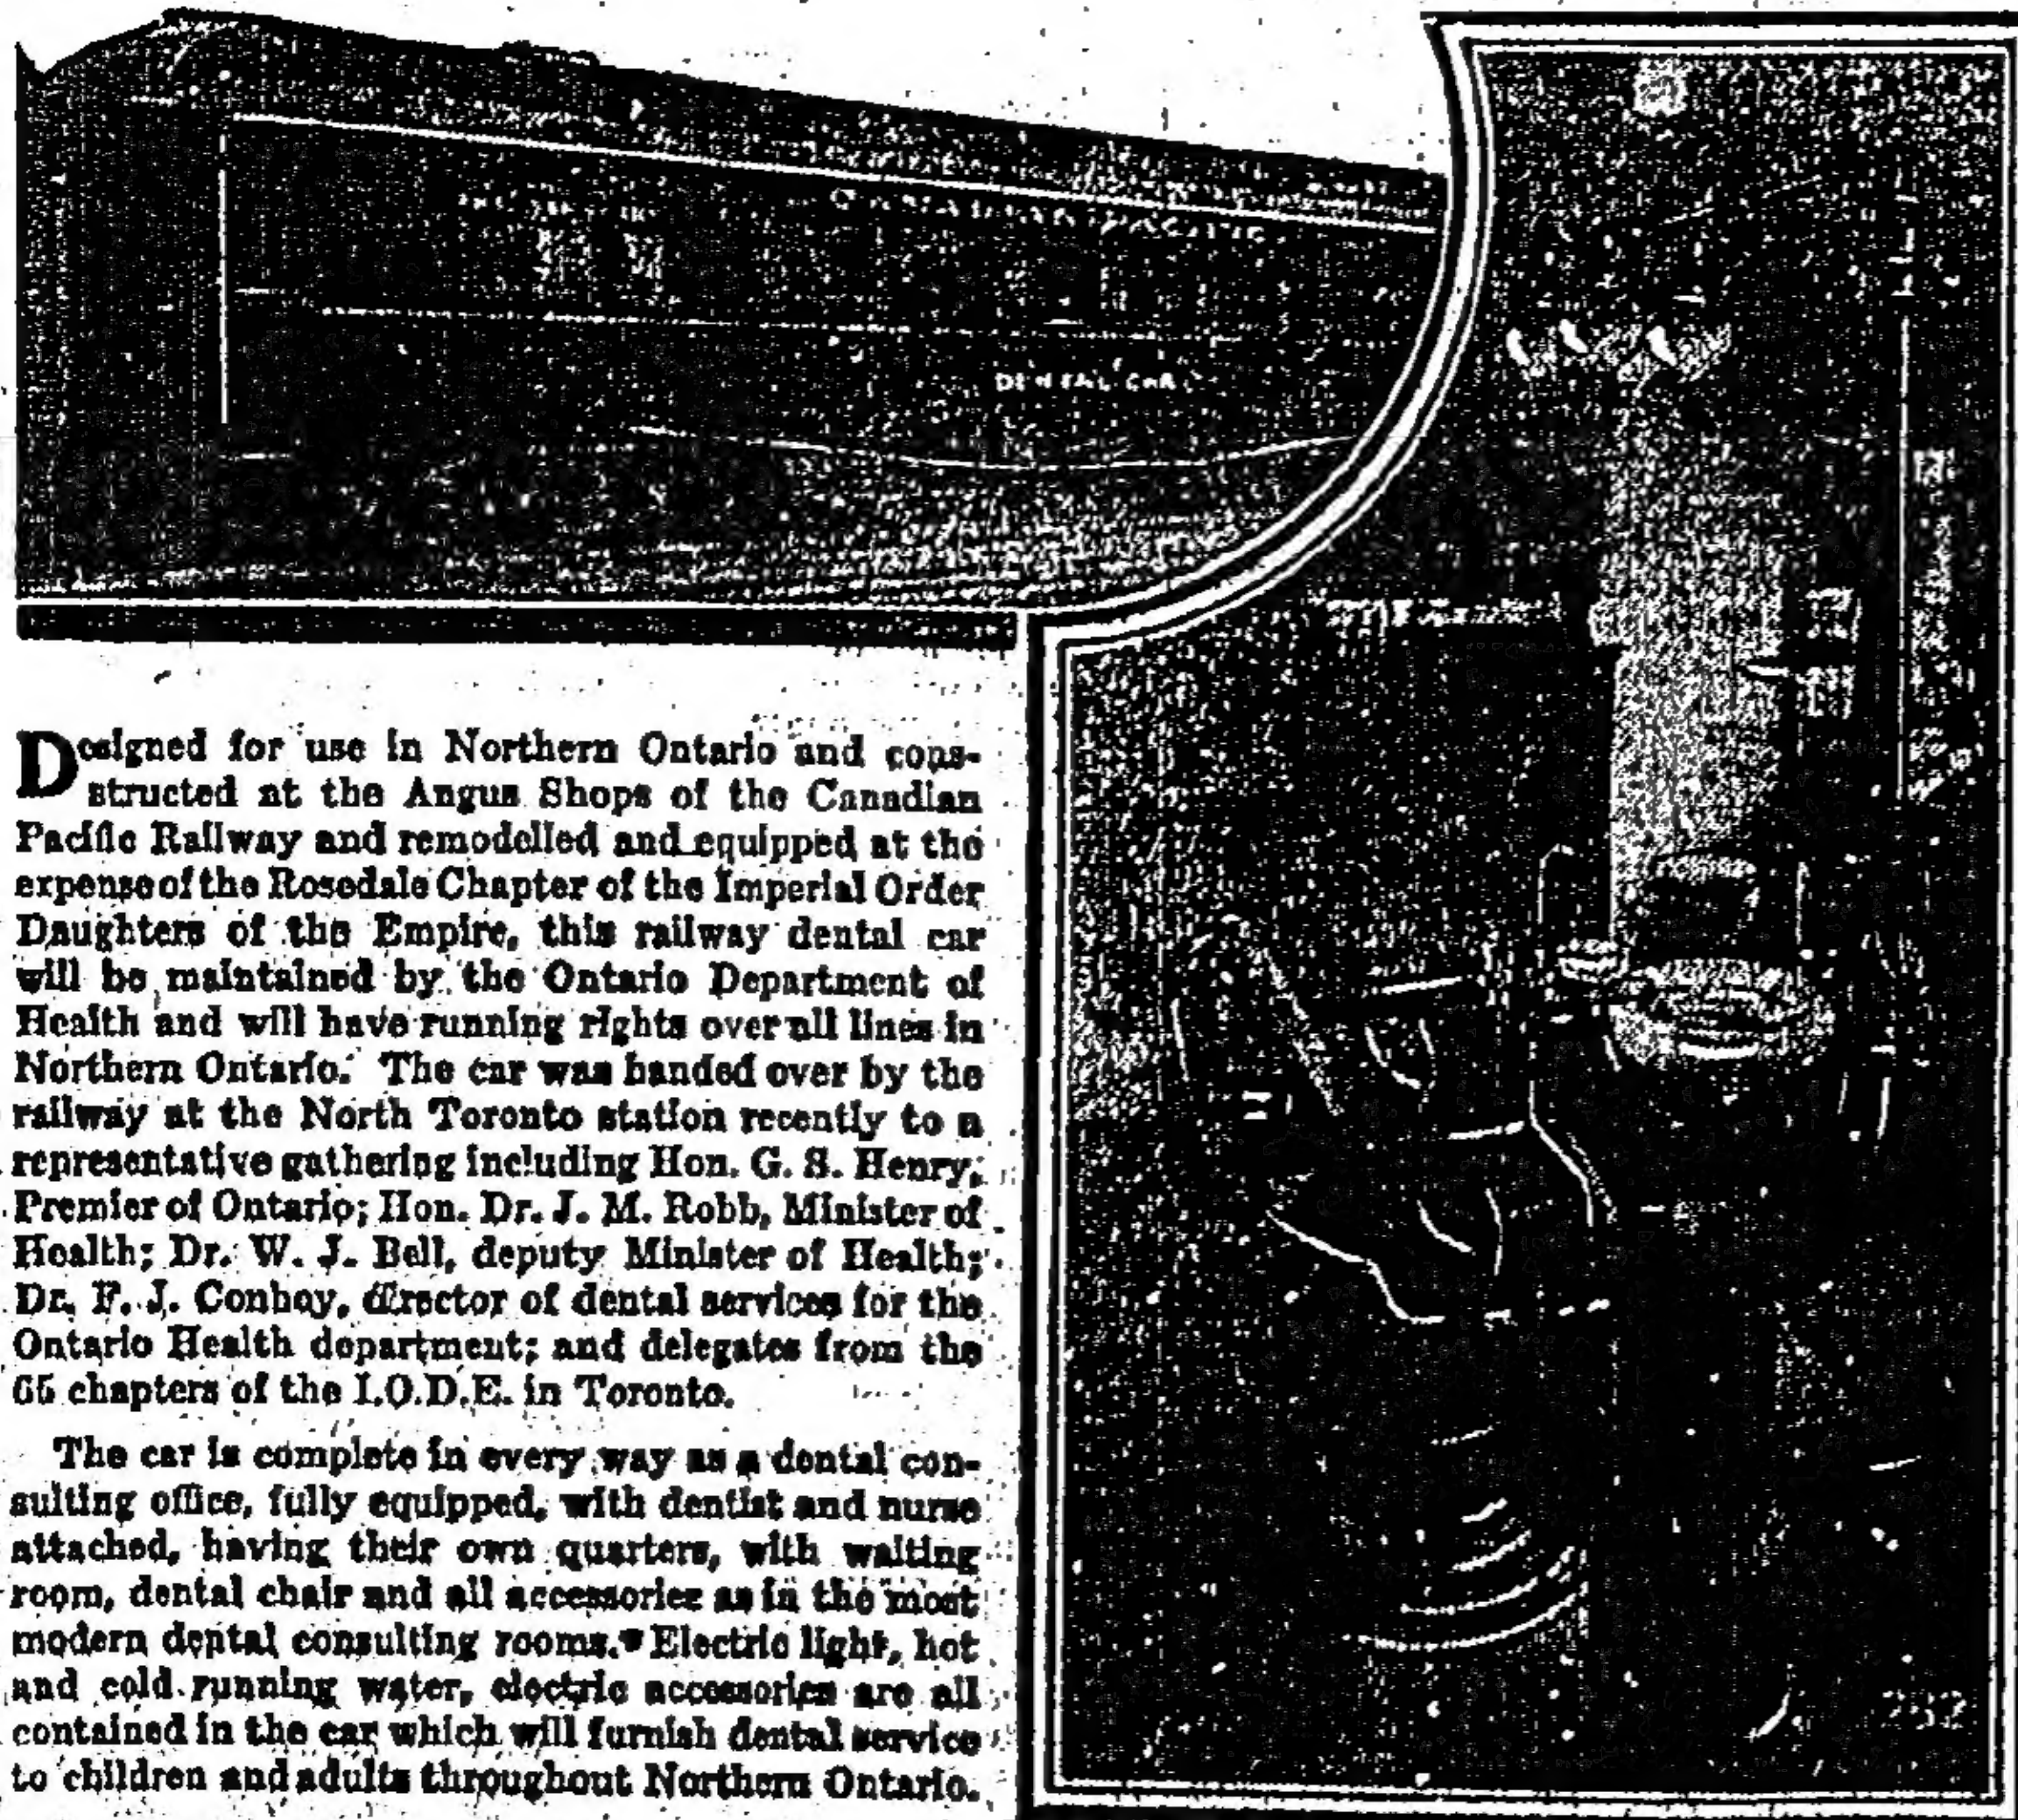 CANADIAN PACIFIC
DENTAL CAR
Designed for use in Northern Ontario and cons-
structed at the Angus Shops of the Canadian
Pacific Railway and remodelled and equipped at the
expense of the Rosedale Chapter of the Imperial Order
Daughters of the Empire, this railway dental car
will be maintained by the Ontario Department of
Health and will have running rights over all lines in
Northern Ontario. The car was handed over by the
railway at the North Toronto station recently to a
representative gathering including Hon. G. S. Henry,
Premier of Ontario; Hon. Dr. J. M. Robb, Minister of
Health; Dr. W. J. Bell, deputy Minister of Health;
Dr. F. J. Conboy, director of dental services for the
Ontario Health department; and delegates from the
65 chapters of the I.O.D.E. in Toronto.
The car is complete in every way as a dental con-
sulting office, fully equipped, with dentist and nurse
attached, having their own quarters, with waiting
room, dental chair and all accessories as in the most
modern dental consulting rooms. Electric light, hot
and cold running water, electric accessories are all
contained in the car which will furnish dental service
to children and adults throughout Northern Ontario.
232